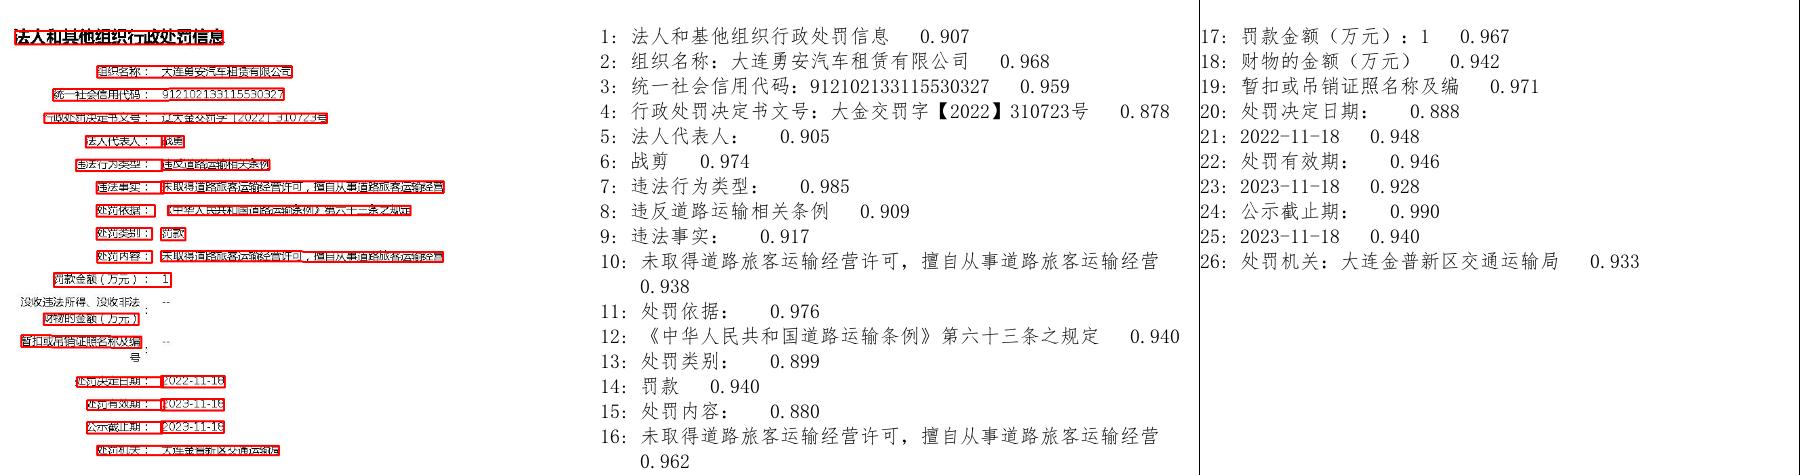 法人和其他组织行政处罚信息
组织名称： 大连勇安汽车租赁有限公司
统一社会信用代码： 912102133115530327
行政处罚决定书文号： 辽大金交罚字【2022】310723号
法人代表人： 战勇
违法行为类型： 违反道路运输相关条例
违法事实： 未取得道路旅客运输经营许可，擅自从事道路旅客运输经营
处罚依据： 《中华人民共和国道路运输条例》第六十三条之规定
处罚类别： 罚款
处罚内容： 未取得道路旅客运输经营许可，擅自从事道路旅客运输经营
罚款金额（万元）： 1
没收违法所得、没收非法
财物的金额（万元）： --
暂扣或吊销证照名称及编
号： --
处罚决定日期： 2022-11-18
处罚有效期： 2023-11-18
公示截止期： 2023-11-18
处罚机关： 大连金普新区交通运输局
1: 法人和基他组织行政处罚信息 0.907
2: 组织名称：大连勇安汽车租赁有限公司 0.968
3: 统一社会信用代码：912102133115530327 0.959
4: 行政处罚决定书文号：大金交罚字【2022】310723号 0.878
5: 法人代表人： 0.905
6: 战剪 0.974
7: 违法行为类型： 0.985
8: 违反道路运输相关条例 0.909
9: 违法事实： 0.917
10: 未取得道路旅客运输经营许可，擅自从事道路旅客运输经营
0.938
11: 处罚依据： 0.976
12: 《中华人民共和国道路运输条例》第六十三条之规定 0.940
13: 处罚类别： 0.899
14: 罚款 0.940
15: 处罚内容： 0.880
16: 未取得道路旅客运输经营许可，擅自从事道路旅客运输经营
0.962
17: 罚款金额（万元）：1 0.967
18: 财物的金额（万元） 0.942
19: 暂扣或吊销证照名称及编 0.971
20: 处罚决定日期： 0.888
21: 2022-11-18 0.948
22: 处罚有效期： 0.946
23: 2023-11-18 0.928
24: 公示截止期： 0.990
25: 2023-11-18 0.940
26: 处罚机关：大连金普新区交通运输局 0.933